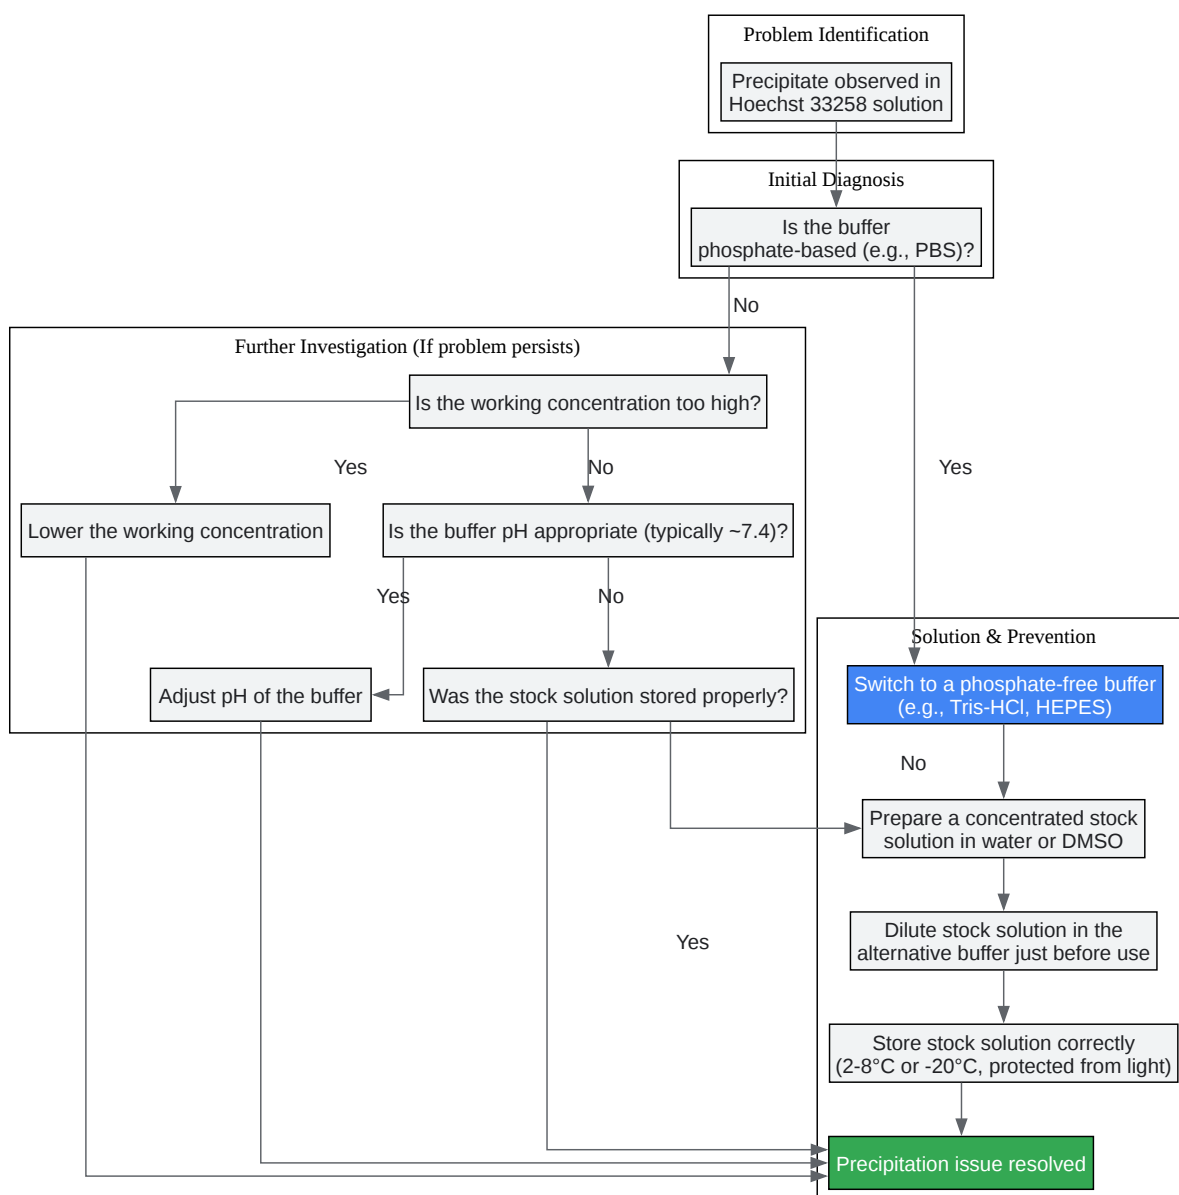 Problem Identification
Precipitate observed in
Hoechst 33258 solution
Initial Diagnosis
Is the buffer
phosphate-based (e.g., PBS)?
No
Further Investigation (If problem persists)
Is the working concentration too high?
Yes
No
Yes
Lower the working concentration
Is the buffer pH appropriate (typically ~7.4)?
Yes
No
Solution & Prevention
Adjust pH of the buffer
Was the stock solution stored properly?
Switch to a phosphate-free buffer
(e.g., Tris-HCl, HEPES)
No
Prepare a concentrated stock
solution in water or DMSO
Yes
Dilute stock solution in the
alternative buffer just before use
Store stock solution correctly
(2-8°C or -20°C, protected from light)
Precipitation issue resolved